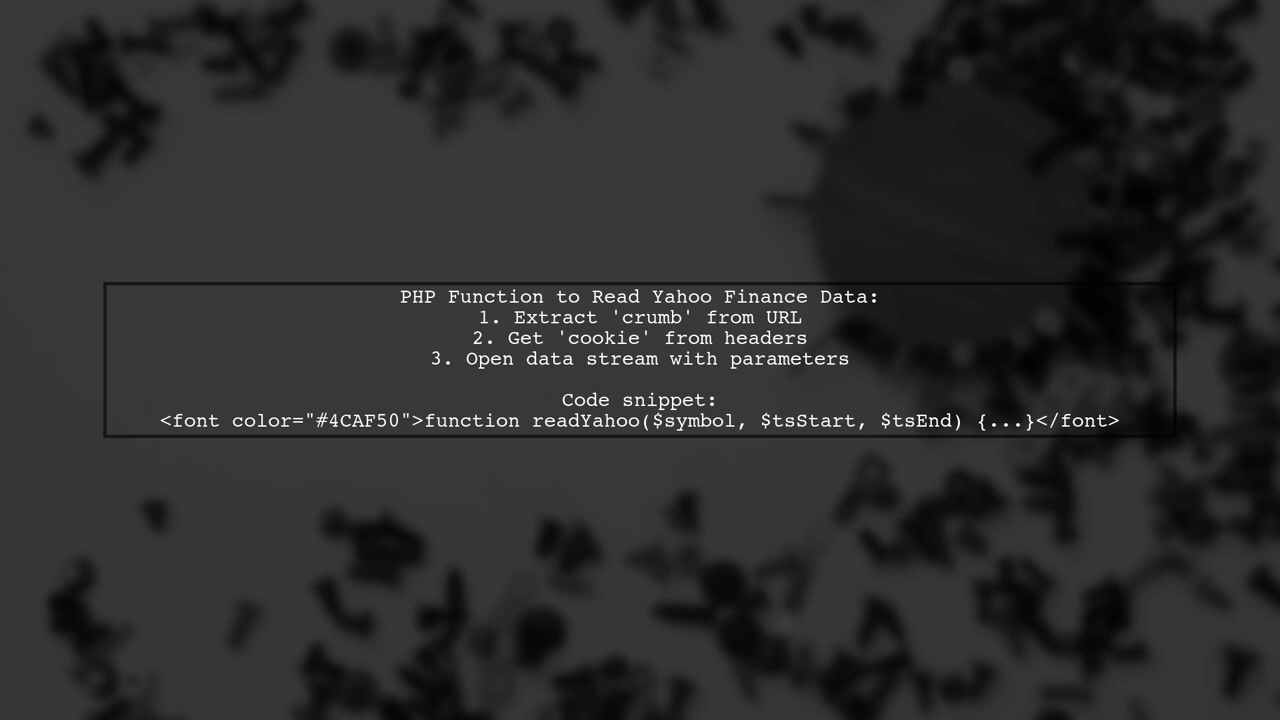 PHP Function to Read Yahoo Finance Data:
1. Extract 'crumb' from URL
2. Get 'cookie' from headers
3. Open data stream with parameters
Code snippet:
<font color="#4CAF50">function readYahoo($symbol, $tsStart, $tsEnd) {...}</font>